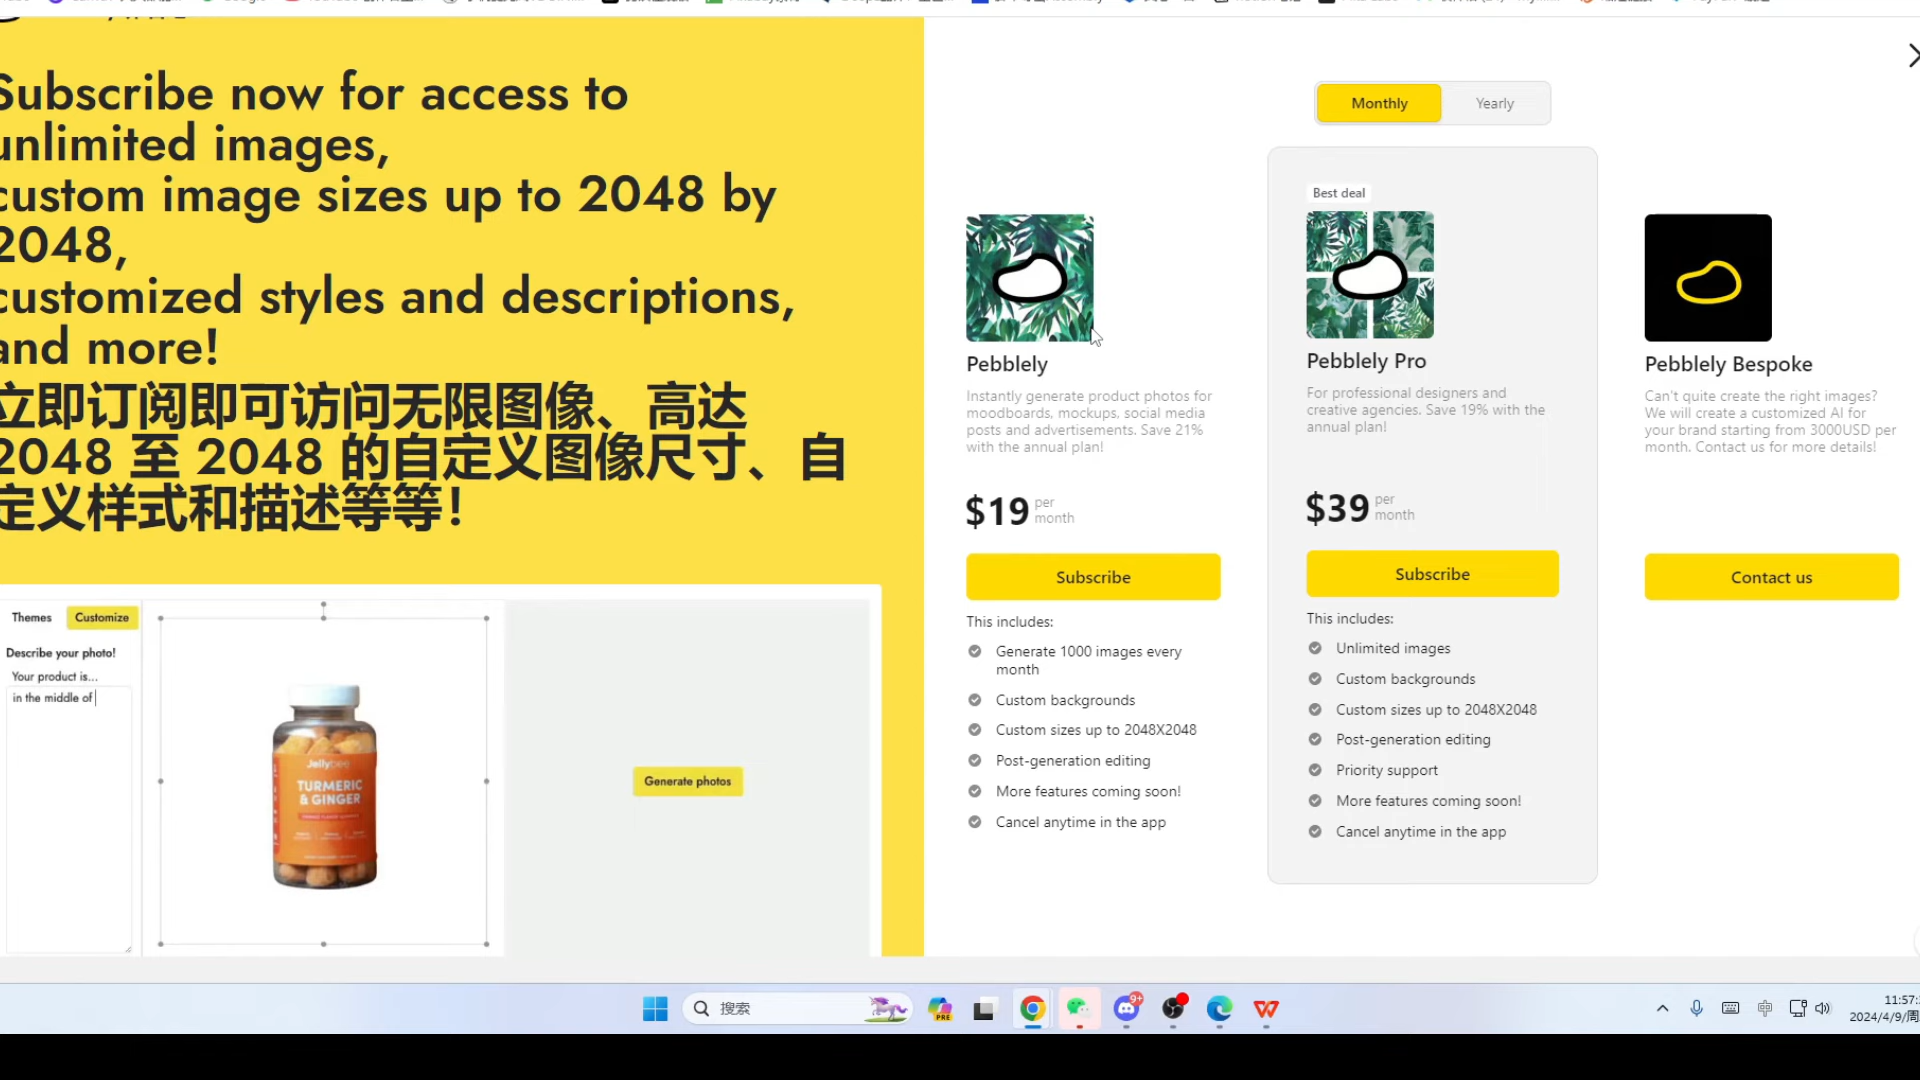 Subscribe now for access to
unlimited images,
custom image sizes up to 2048 by
2048,
customized styles and descriptions,
and more!
立即订阅即可访问无限图像、高达
2048 至 2048 的自定义图像尺寸、自
定义样式和描述等等！
Themes
Customize
Describe your photo!
Your product is...
in the middle of
Jellybee
TURMERIC
& GINGER
Generate photos
Monthly
Yearly
Pebblely
Instantly generate product photos for
moodboards, mockups, social media
posts and advertisements. Save 21%
with the annual plan!
$19 per
month
Subscribe
This includes:
Generate 1000 images every
month
Custom backgrounds
Custom sizes up to 2048X2048
Post-generation editing
More features coming soon!
Cancel anytime in the app
Best deal
Pebblely Pro
For professional designers and
creative agencies. Save 19% with the
annual plan!
$39 per
month
Subscribe
This includes:
Unlimited images
Custom backgrounds
Custom sizes up to 2048X2048
Post-generation editing
Priority support
More features coming soon!
Cancel anytime in the app
Pebblely Bespoke
Can't quite create the right images?
We will create a customized AI for
your brand starting from 3000USD per
month. Contact us for more details!
Contact us
搜索
PRE
9+
中
11:57:
2024/4/9/周